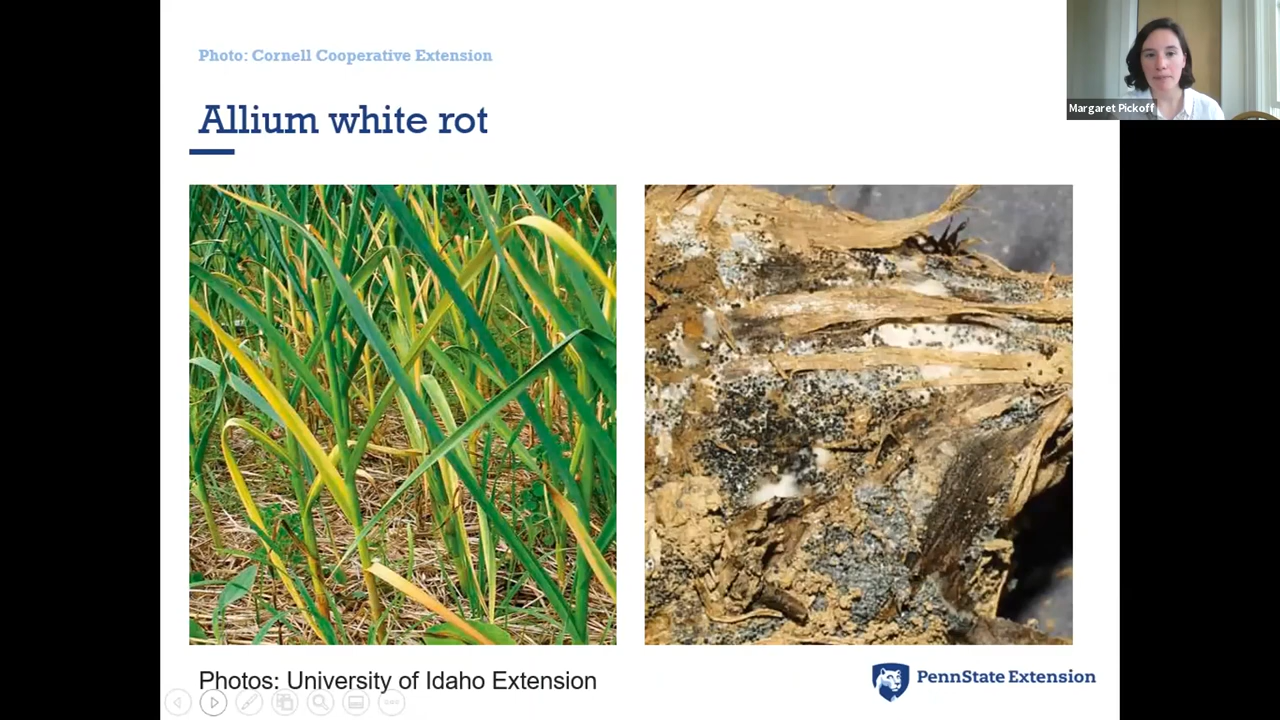 Photo: Cornell Cooperative Extension
Margaret Pickoff
Allium white rot
Photos: University of Idaho Extension
PennState Extension